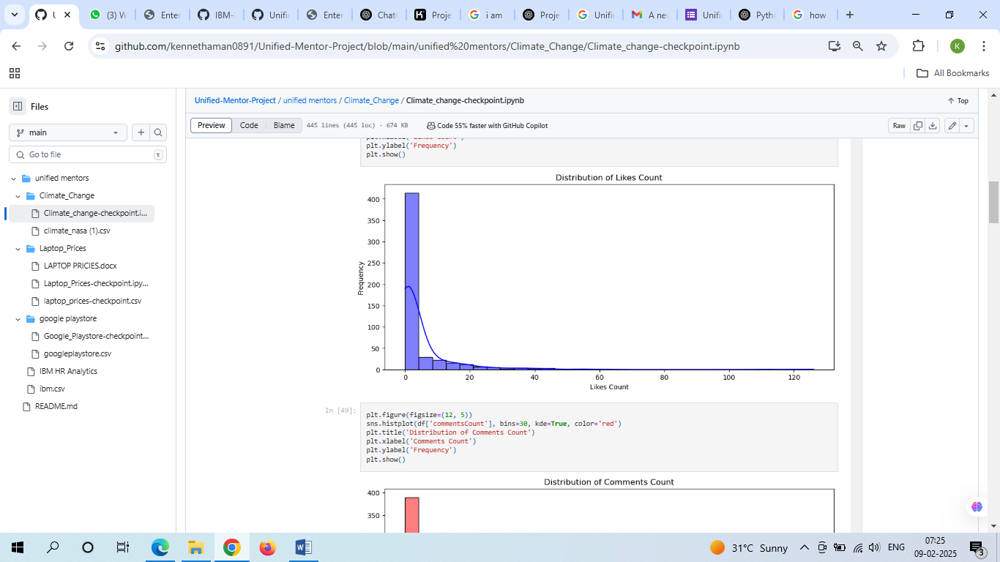 U
(3) W
Enter
IBM-
Unifie
Enter
Chat
Proje
i am
Proje
Unifi
A nev
Unifi
Pytho
how
github.com/kennethaman0891/Unified-Mentor-Project/blob/main/unified%20mentors/Climate_Change/Climate_change-checkpoint.ipynb
K
All Bookmarks
Files
Unified-Mentor-Project / unified mentors / Climate_Change / Climate_change-checkpoint.ipynb
Top
main
Preview Code Blame 445 lines (445 loc) · 674 KB Code 55% faster with GitHub Copilot
Raw
Go to file t
unified mentors
Climate_Change
Climate_change-checkpoint.i...
climate_nasa (1).csv
Laptop_Prices
LAPTOP PRICIES.docx
Laptop_Prices-checkpoint.ipy...
laptop_prices-checkpoint.csv
google playstore
Google_Playstore-checkpoint...
googleplaystore.csv
IBM HR Analytics
ibm.csv
README.md
plt.ylabel('Frequency')
plt.show()
Distribution of Likes Count
400
350
300
250
200
150
100
50
0
Frequency
0 20 40 60 80 100 120
Likes Count
In [49]:
plt.figure(figsize=(12, 5))
sns.histplot(df['commentsCount'], bins=30, kde=True, color='red')
plt.title('Distribution of Comments Count')
plt.xlabel('Comments Count')
plt.ylabel('Frequency')
plt.show()
Distribution of Comments Count
400
350
31°C Sunny
ENG
07:25
09-02-2025
3